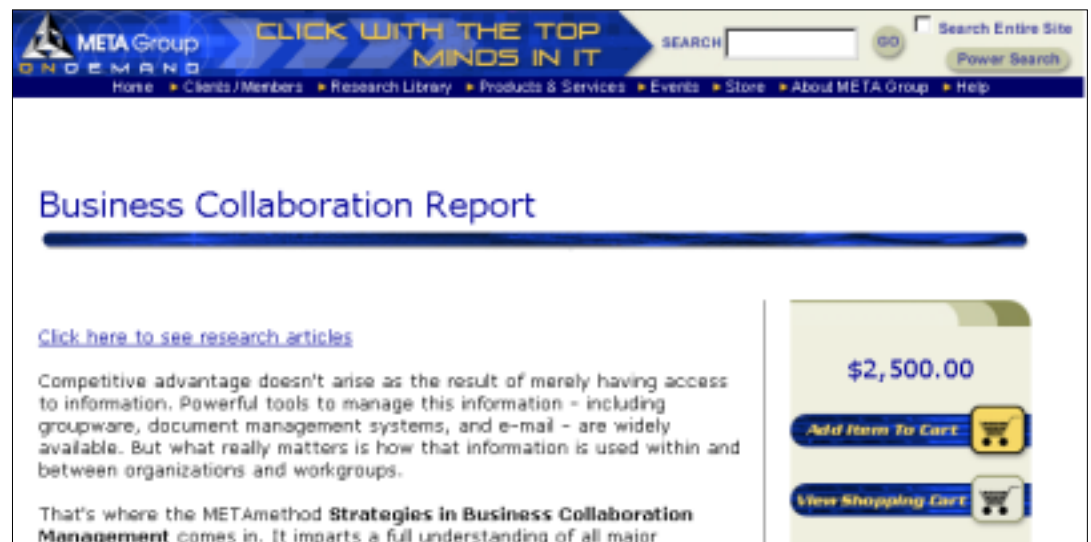 META Group
ONDEMAND
CLICK WITH THE TOP
MINDS IN IT
SEARCH
GO
Search Entire Site
Power Search
Home ▸ Clients/Members ▸ Research Library ▸ Products & Services ▸ Events ▸ Store ▸ About META Group ▸ Help
Business Collaboration Report
Click here to see research articles
Competitive advantage doesn't arise as the result of merely having access
to information. Powerful tools to manage this information – including
groupware, document management systems, and e-mail – are widely
available. But what really matters is how that information is used within and
between organizations and workgroups.
That's where the METAmethod Strategies in Business Collaboration
Management comes in. It imparts a full understanding of all major
$2,500.00
Add Item To Cart
View Shopping Cart